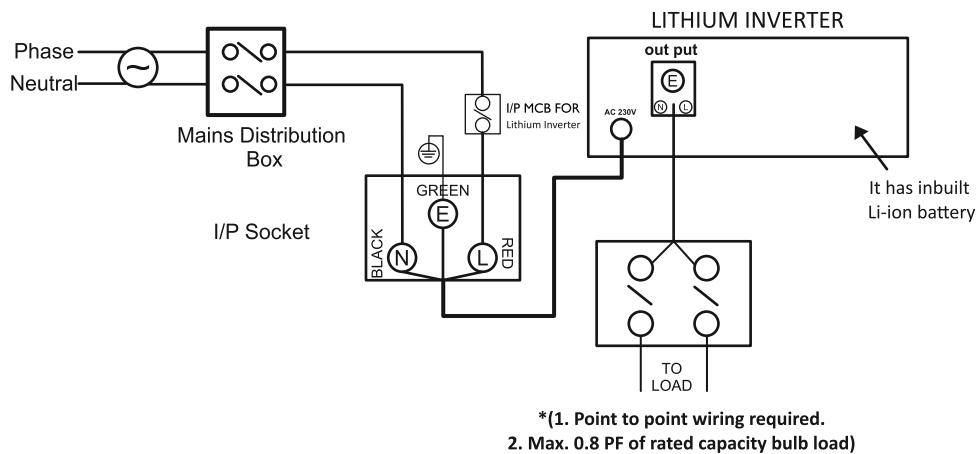 LITHIUM INVERTER
Phase
Neutral
~
Mains Distribution
Box
I/P MCB FOR
Lithium Inverter
out put
E
N L
AC 230V
It has inbuilt
Li-ion battery
I/P Socket
GREEN
E
BLACK
N
L
RED
TO
LOAD
*(1. Point to point wiring required.
2. Max. 0.8 PF of rated capacity bulb load)